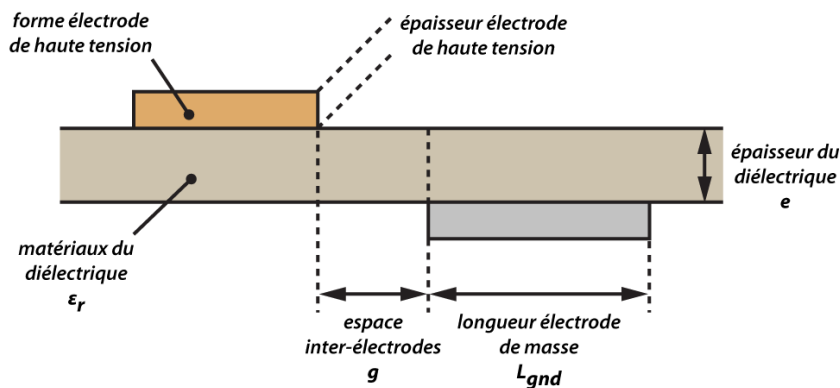 forme électrode
de haute tension
épaisseur électrode
de haute tension
épaisseur du
diélectrique
e
matériaux du
diélectrique
εr
espace
inter-électrodes
g
longueur électrode
de masse
Lgnd